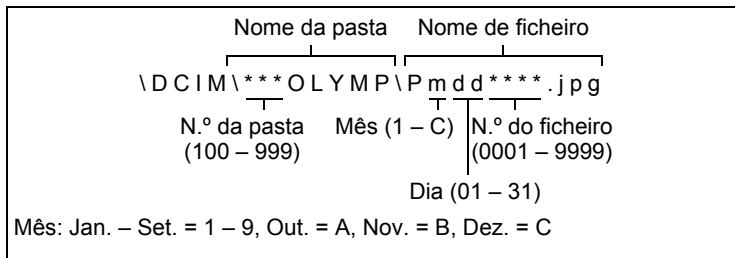 Nome da pasta Nome de ficheiro
\DCIM\***OLYMP\Pmdd****.jpg
N.º da pasta Mês (1 – C) N.º do ficheiro
(100 – 999) (0001 – 9999)
Dia (01 – 31)
Mês: Jan. – Set. = 1 – 9, Out. = A, Nov. = B, Dez. = C